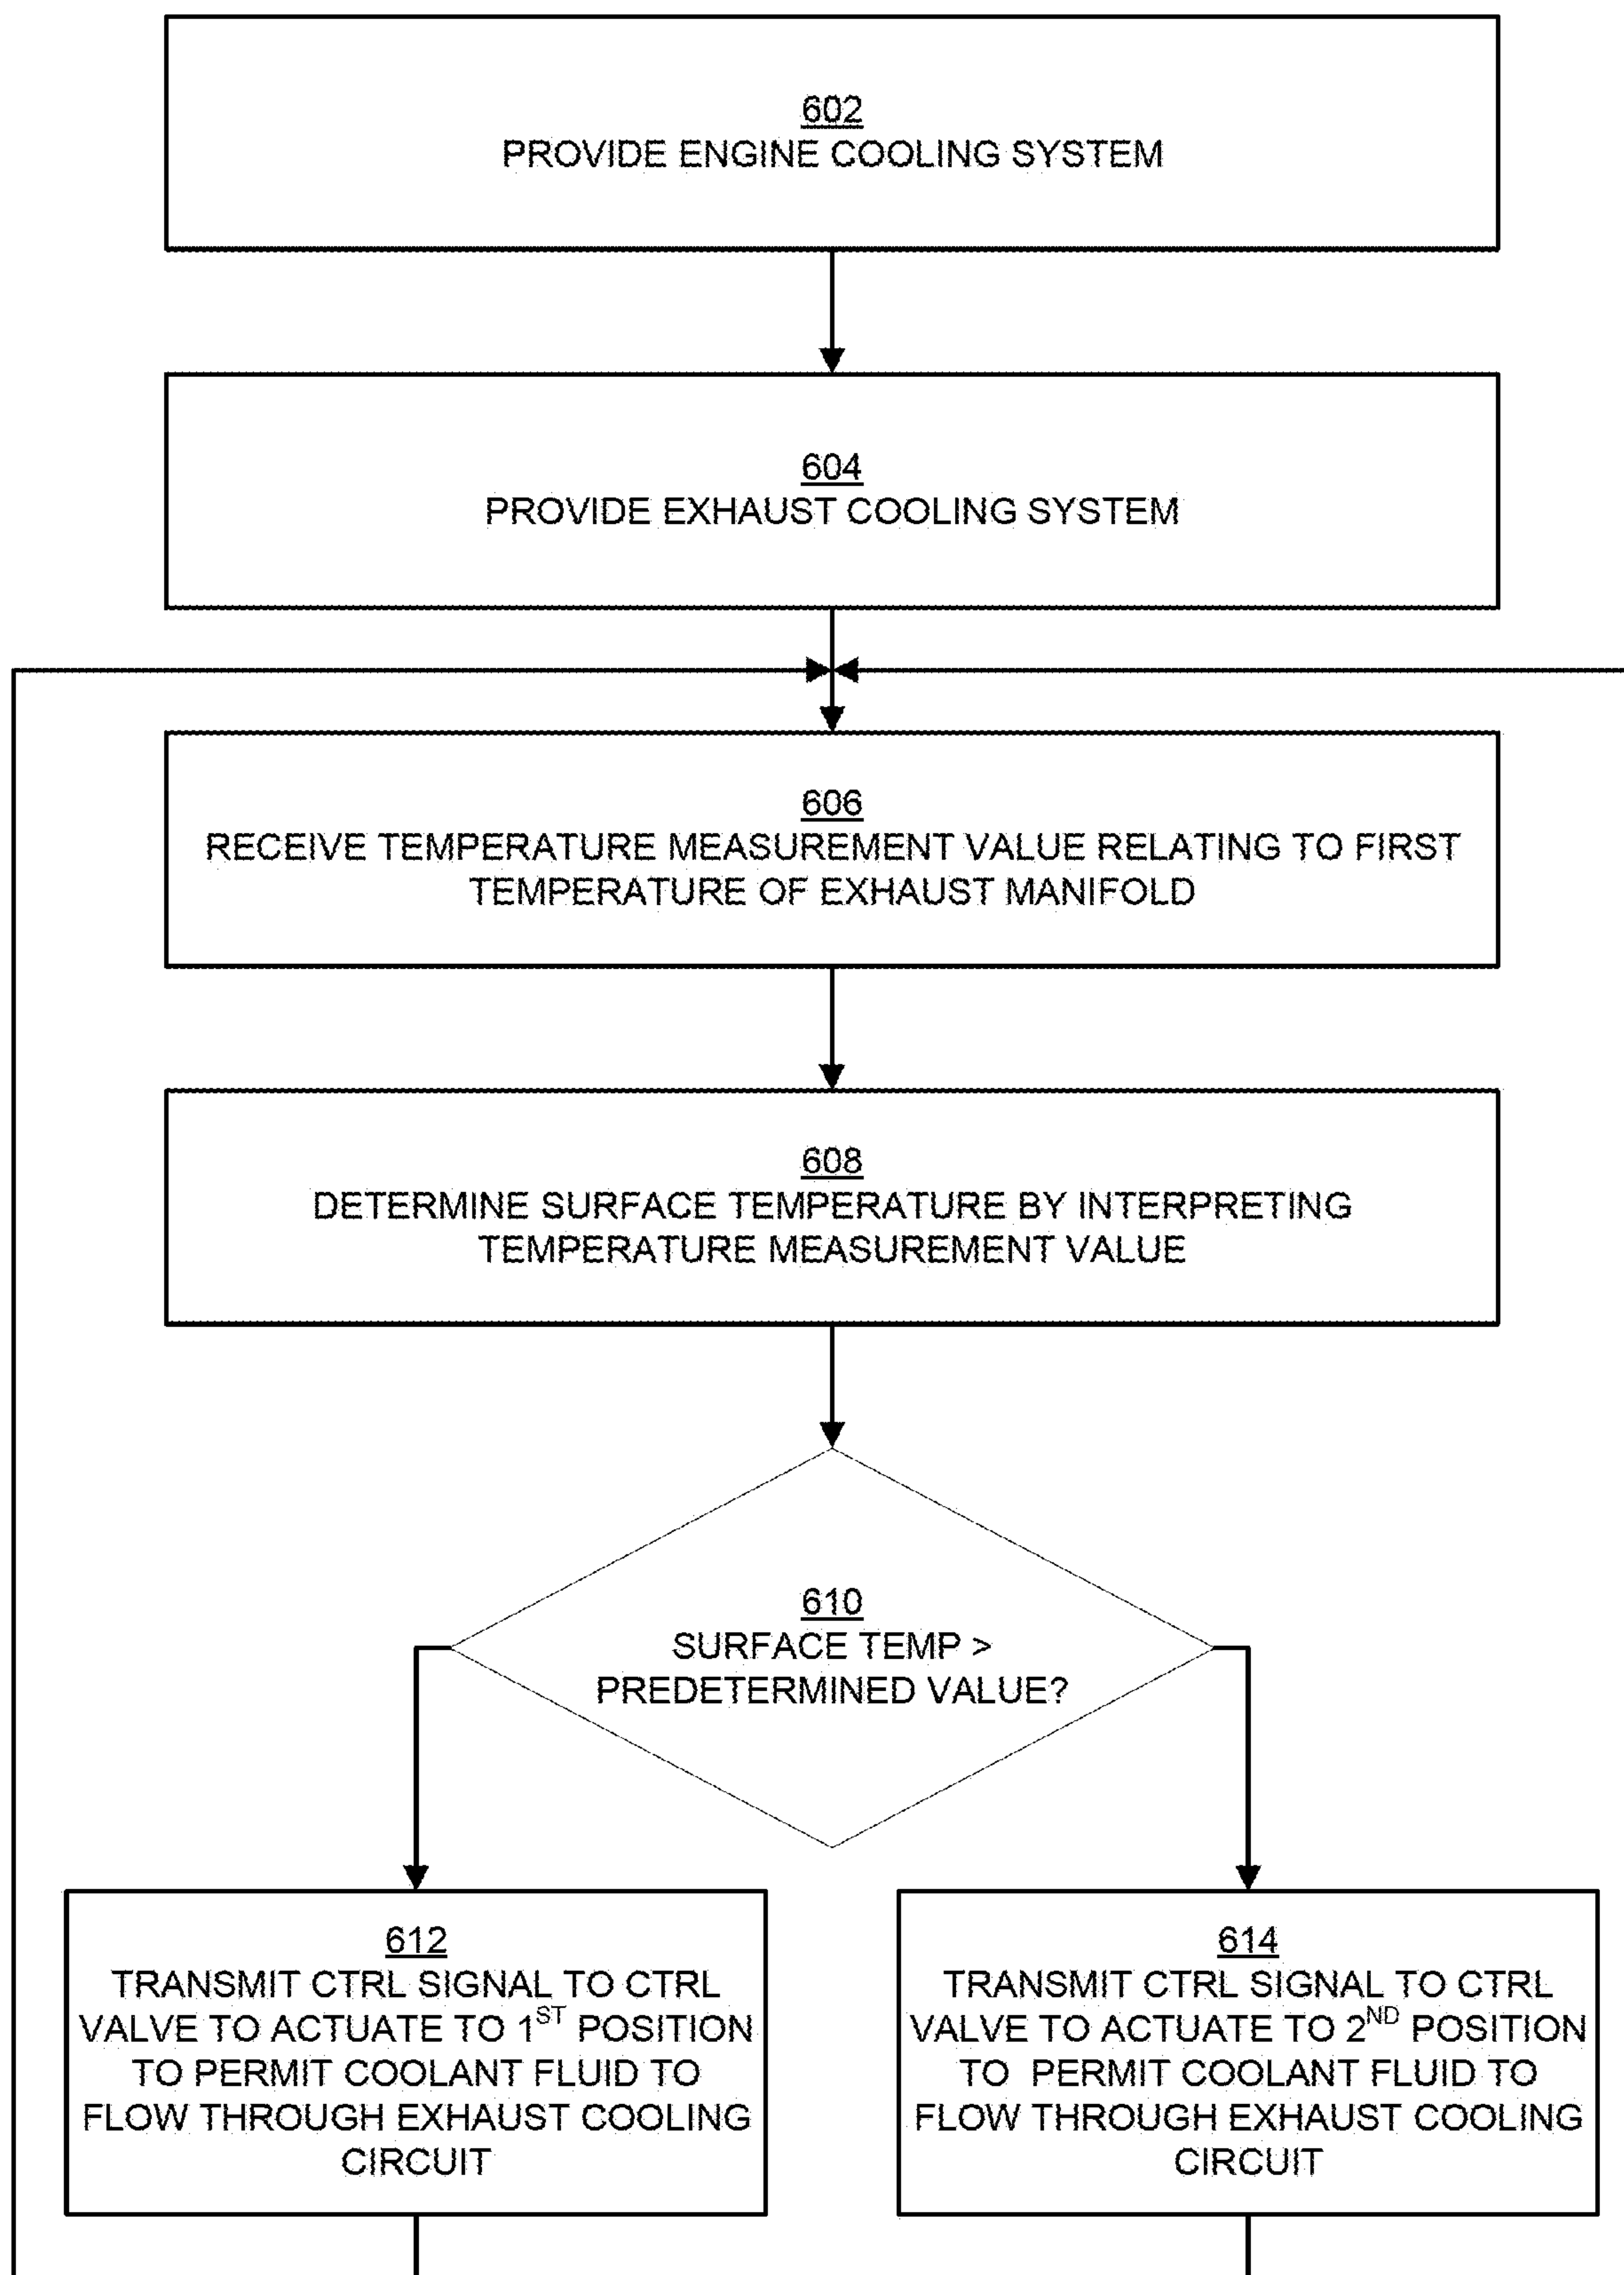 602
PROVIDE ENGINE COOLING SYSTEM
604
PROVIDE EXHAUST COOLING SYSTEM
606
RECEIVE TEMPERATURE MEASUREMENT VALUE RELATING TO FIRST
TEMPERATURE OF EXHAUST MANIFOLD
608
DETERMINE SURFACE TEMPERATURE BY INTERPRETING
TEMPERATURE MEASUREMENT VALUE
610
SURFACE TEMP >
PREDETERMINED VALUE?
612
TRANSMIT CTRL SIGNAL TO CTRL
VALVE TO ACTUATE TO 1ST POSITION
TO PERMIT COOLANT FLUID TO
FLOW THROUGH EXHAUST COOLING
CIRCUIT
614
TRANSMIT CTRL SIGNAL TO CTRL
VALVE TO ACTUATE TO 2ND POSITION
TO PERMIT COOLANT FLUID TO
FLOW THROUGH EXHAUST COOLING
CIRCUIT